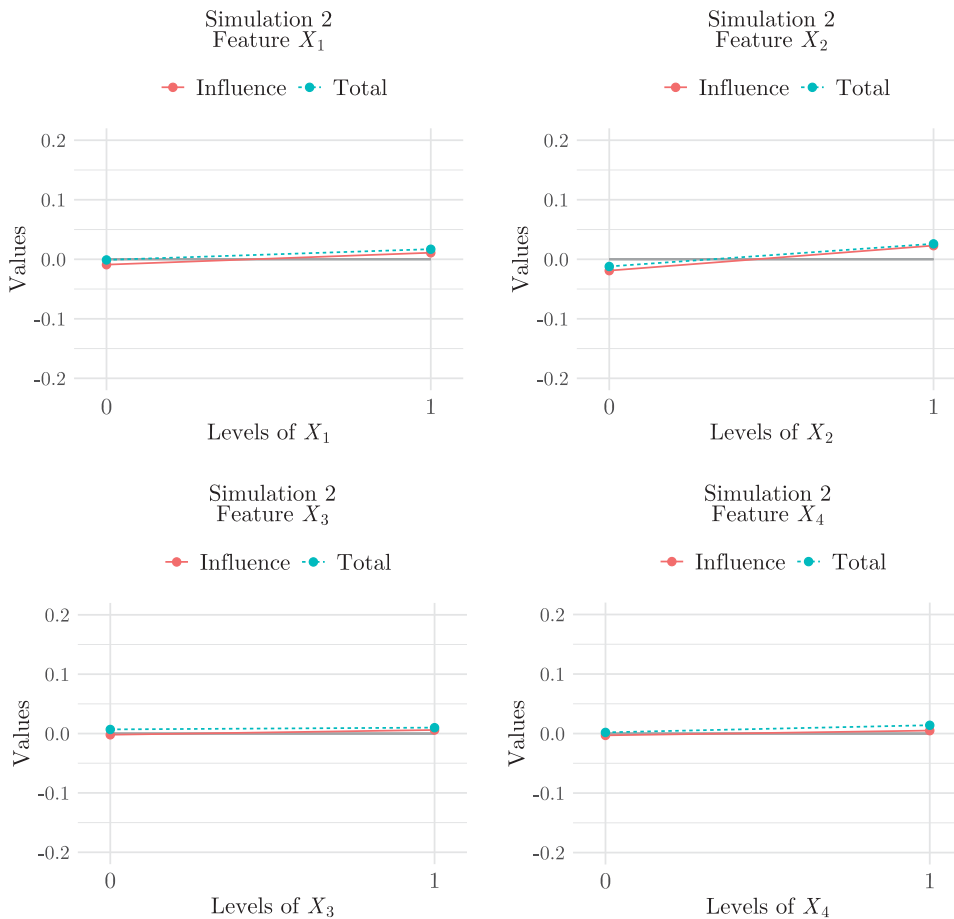 Simulation 2
Feature X₁
Influence Total
0.2
0.1
0.0
-0.1
-0.2
Values
0 1
Levels of X₁
Simulation 2
Feature X₂
Influence Total
0.2
0.1
0.0
-0.1
-0.2
Values
0 1
Levels of X₂
Simulation 2
Feature X₃
Influence Total
0.2
0.1
0.0
-0.1
-0.2
Values
0 1
Levels of X₃
Simulation 2
Feature X₄
Influence Total
0.2
0.1
0.0
-0.1
-0.2
Values
0 1
Levels of X₄